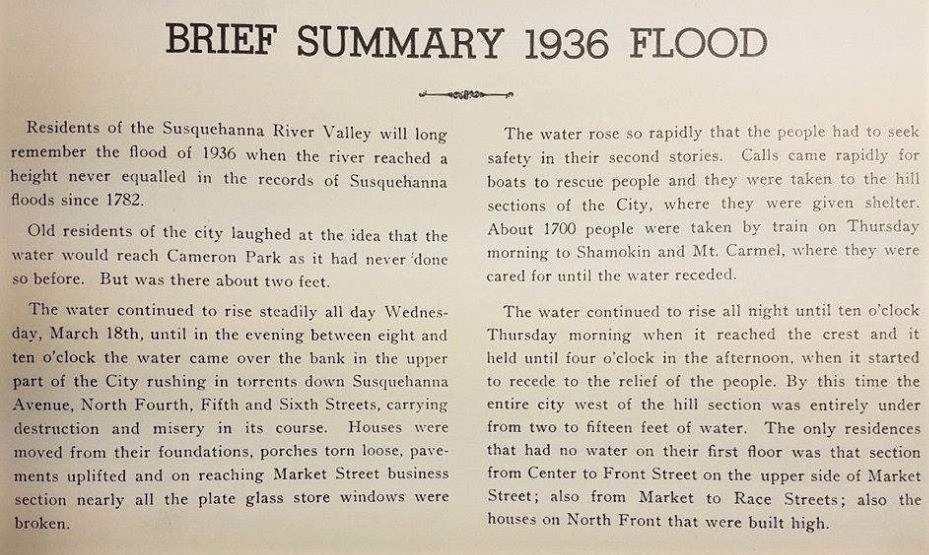 BRIEF SUMMARY 1936 FLOOD
Residents of the Susquehanna River Valley will long
remember the flood of 1936 when the river reached a
height never equalled in the records of Susquehanna
floods since 1782.
Old residents of the city laughed at the idea that the
water would reach Cameron Park as it had never done
so before. But was there about two feet.
The water continued to rise steadily all day Wednes-
day, March 18th, until in the evening between eight and
ten o'clock the water came over the bank in the upper
part of the City rushing in torrents down Susquehanna
Avenue, North Fourth, Fifth and Sixth Streets, carrying
destruction and misery in its course. Houses were
moved from their foundations, porches torn loose, pave-
ments uplifted and on reaching Market Street business
section nearly all the plate glass store windows were
broken.
The water rose so rapidly that the people had to seek
safety in their second stories. Calls came rapidly for
boats to rescue people and they were taken to the hill
sections of the City, where they were given shelter.
About 1700 people were taken by train on Thursday
morning to Shamokin and Mt. Carmel, where they were
cared for until the water receded.
The water continued to rise all night until ten o'clock
Thursday morning when it reached the crest and it
held until four o'clock in the afternoon, when it started
to recede to the relief of the people. By this time the
entire city west of the hill section was entirely under
from two to fifteen feet of water. The only residences
that had no water on their first floor was that section
from Center to Front Street on the upper side of Market
Street; also from Market to Race Streets; also the
houses on North Front that were built high.